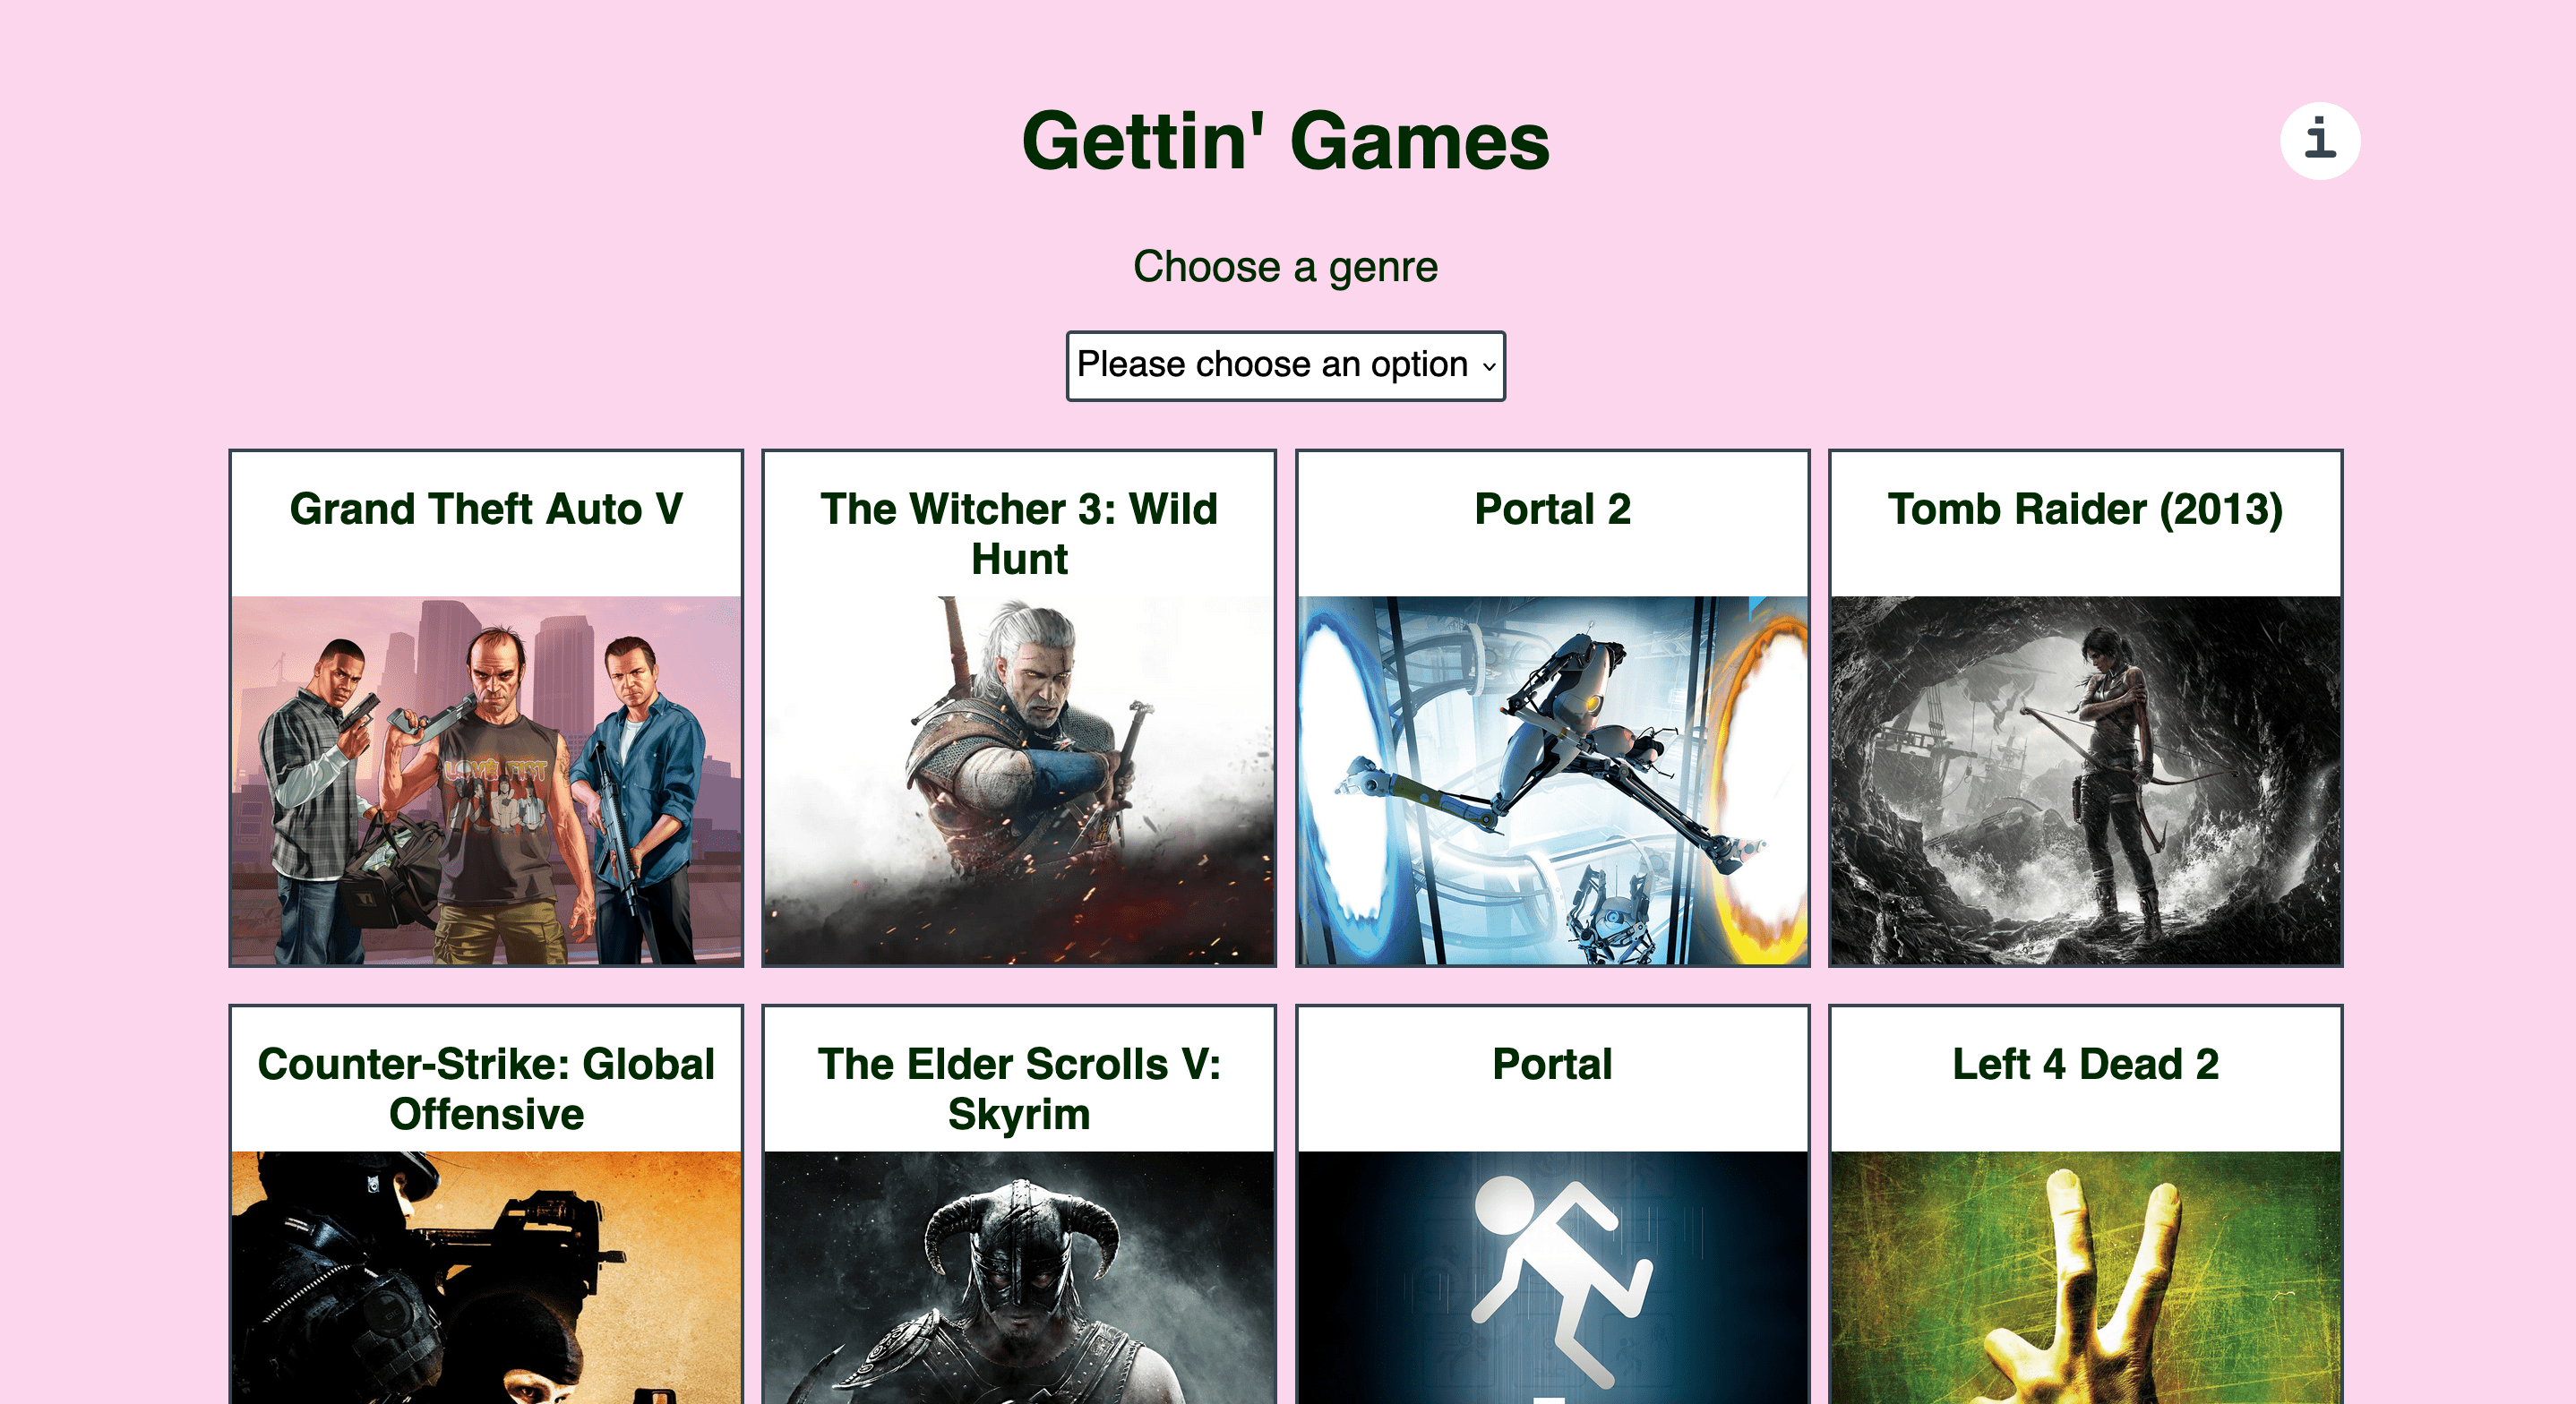 Gettin' Games
i
Choose a genre
Please choose an option
Grand Theft Auto V
The Witcher 3: Wild
Hunt
Portal 2
Tomb Raider (2013)
LOVE FIST
Counter-Strike: Global
Offensive
The Elder Scrolls V:
Skyrim
Portal
Left 4 Dead 2